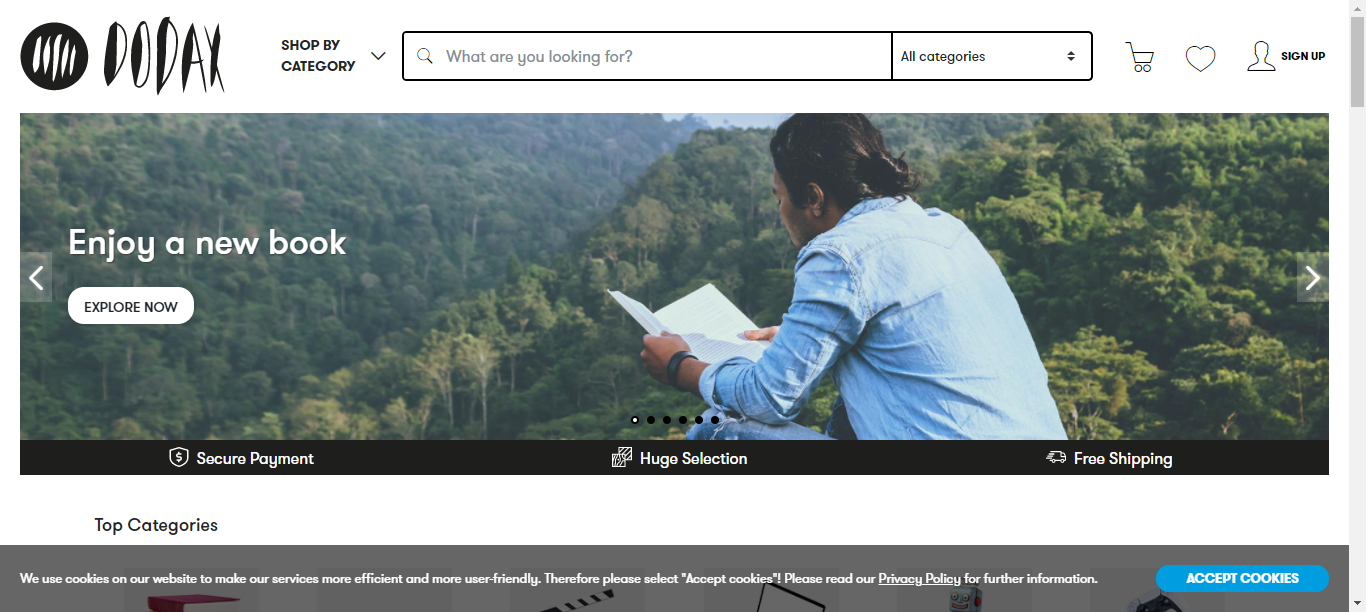 DODAX
SHOP BY
CATEGORY
What are you looking for?
All categories
SIGN UP
Enjoy a new book
EXPLORE NOW
Secure Payment
Huge Selection
Free Shipping
Top Categories
We use cookies on our website to make our services more efficient and more user-friendly. Therefore please select "Accept cookies"! Please read our Privacy Policy for further information.
ACCEPT COOKIES